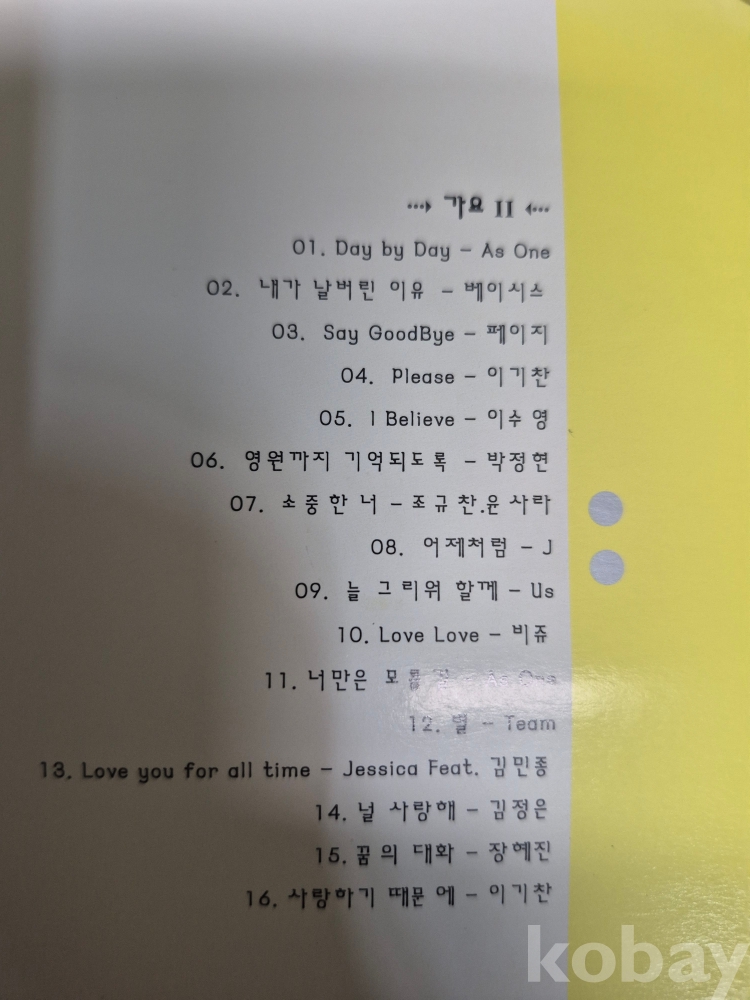 ···› 가요 II ‹···
01. Day by Day - As One
02. 내가 날버린 이유 - 베이시스
03. Say GoodBye - 페이지
04. Please - 이기찬
05. I Believe - 이수영
06. 영원까지 기억되도록 - 박정현
07. 소중한 너 - 조규찬.윤사라
08. 어제처럼 - J
09. 늘 그리워 할께 - Us
10. Love Love - 비쥬
11. 너만은 모를 - As One
12. 별 - Team
13. Love you for all time - Jessica Feat. 김민종
14. 널 사랑해 - 김정은
15. 꿈의 대화 - 장혜진
16. 사랑하기 때문에 - 이기찬
kobay